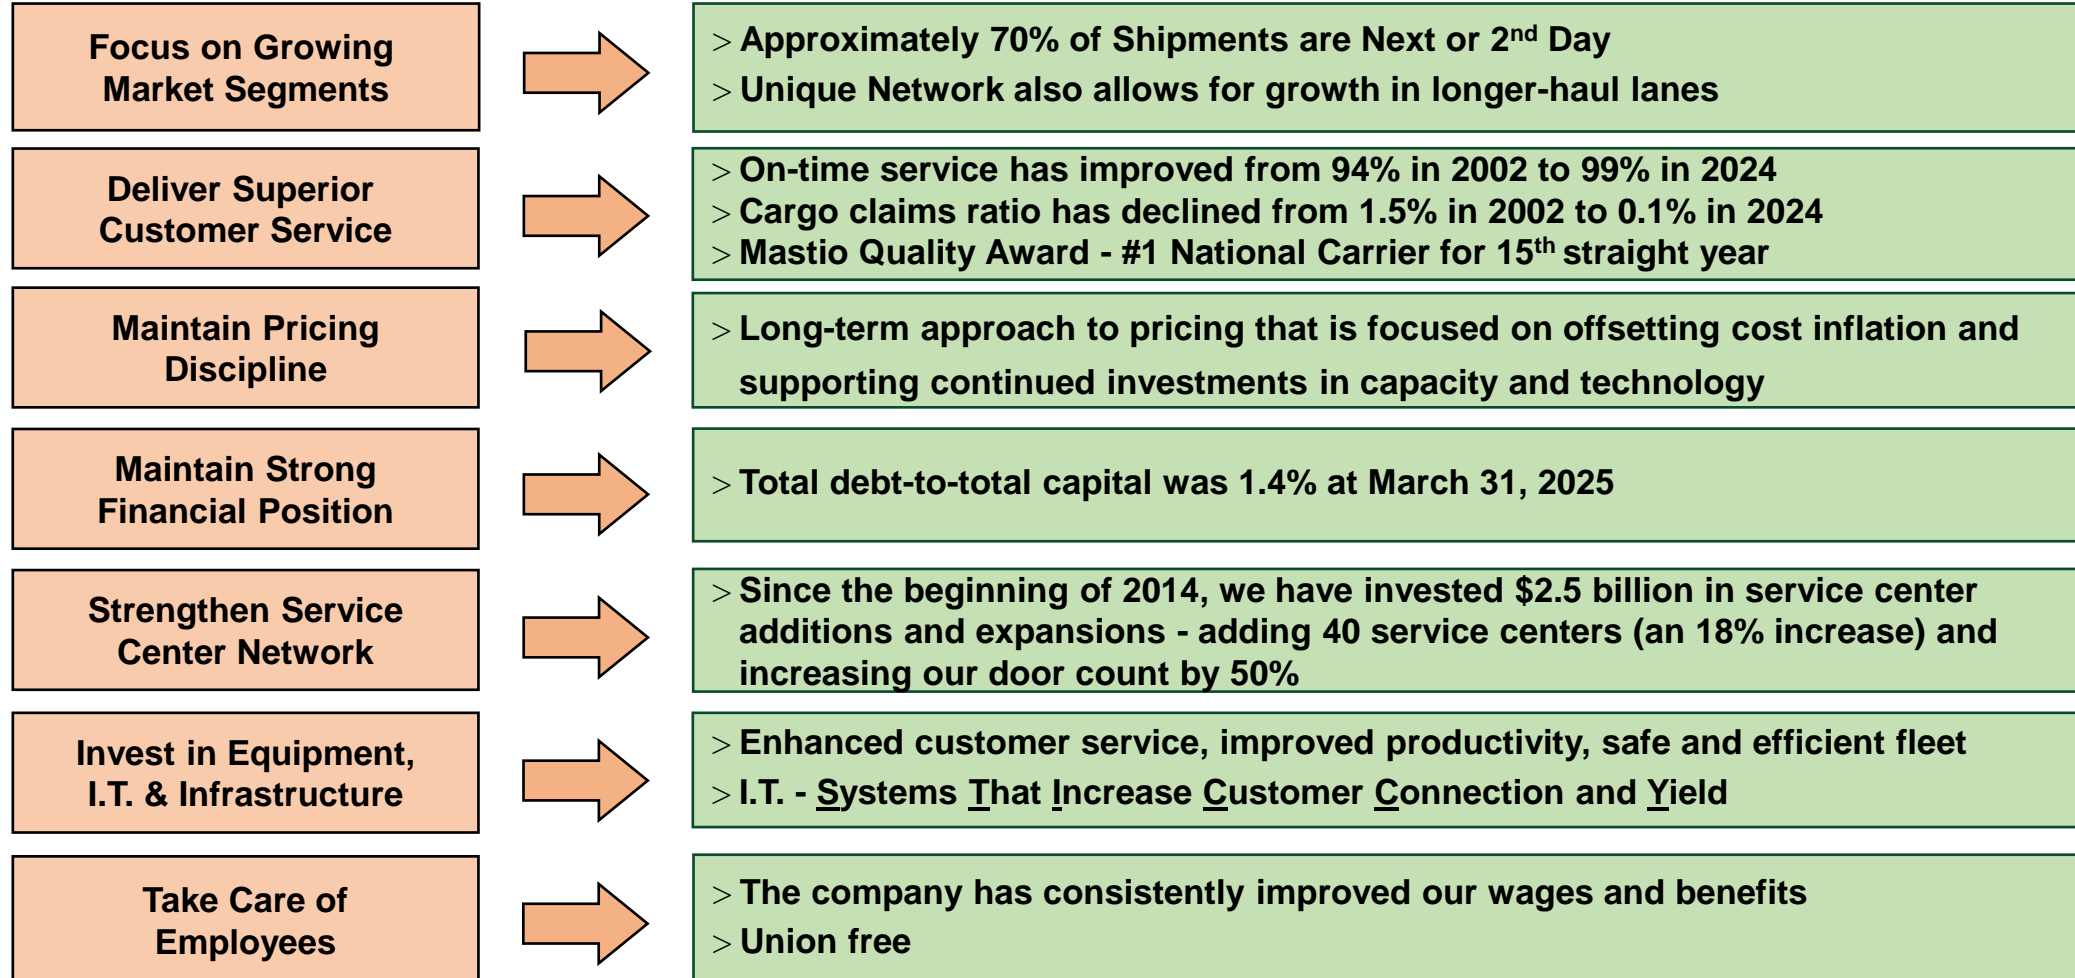 Focus on Growing
Market Segments
> Approximately 70% of Shipments are Next or 2nd Day
> Unique Network also allows for growth in longer-haul lanes
Deliver Superior
Customer Service
> On-time service has improved from 94% in 2002 to 99% in 2024
> Cargo claims ratio has declined from 1.5% in 2002 to 0.1% in 2024
> Mastio Quality Award - #1 National Carrier for 15th straight year
Maintain Pricing
Discipline
> Long-term approach to pricing that is focused on offsetting cost inflation and
supporting continued investments in capacity and technology
Maintain Strong
Financial Position
> Total debt-to-total capital was 1.4% at March 31, 2025
Strengthen Service
Center Network
> Since the beginning of 2014, we have invested $2.5 billion in service center
additions and expansions - adding 40 service centers (an 18% increase) and
increasing our door count by 50%
Invest in Equipment,
I.T. & Infrastructure
> Enhanced customer service, improved productivity, safe and efficient fleet
> I.T. - Systems That Increase Customer Connection and Yield
Take Care of
Employees
> The company has consistently improved our wages and benefits
> Union free